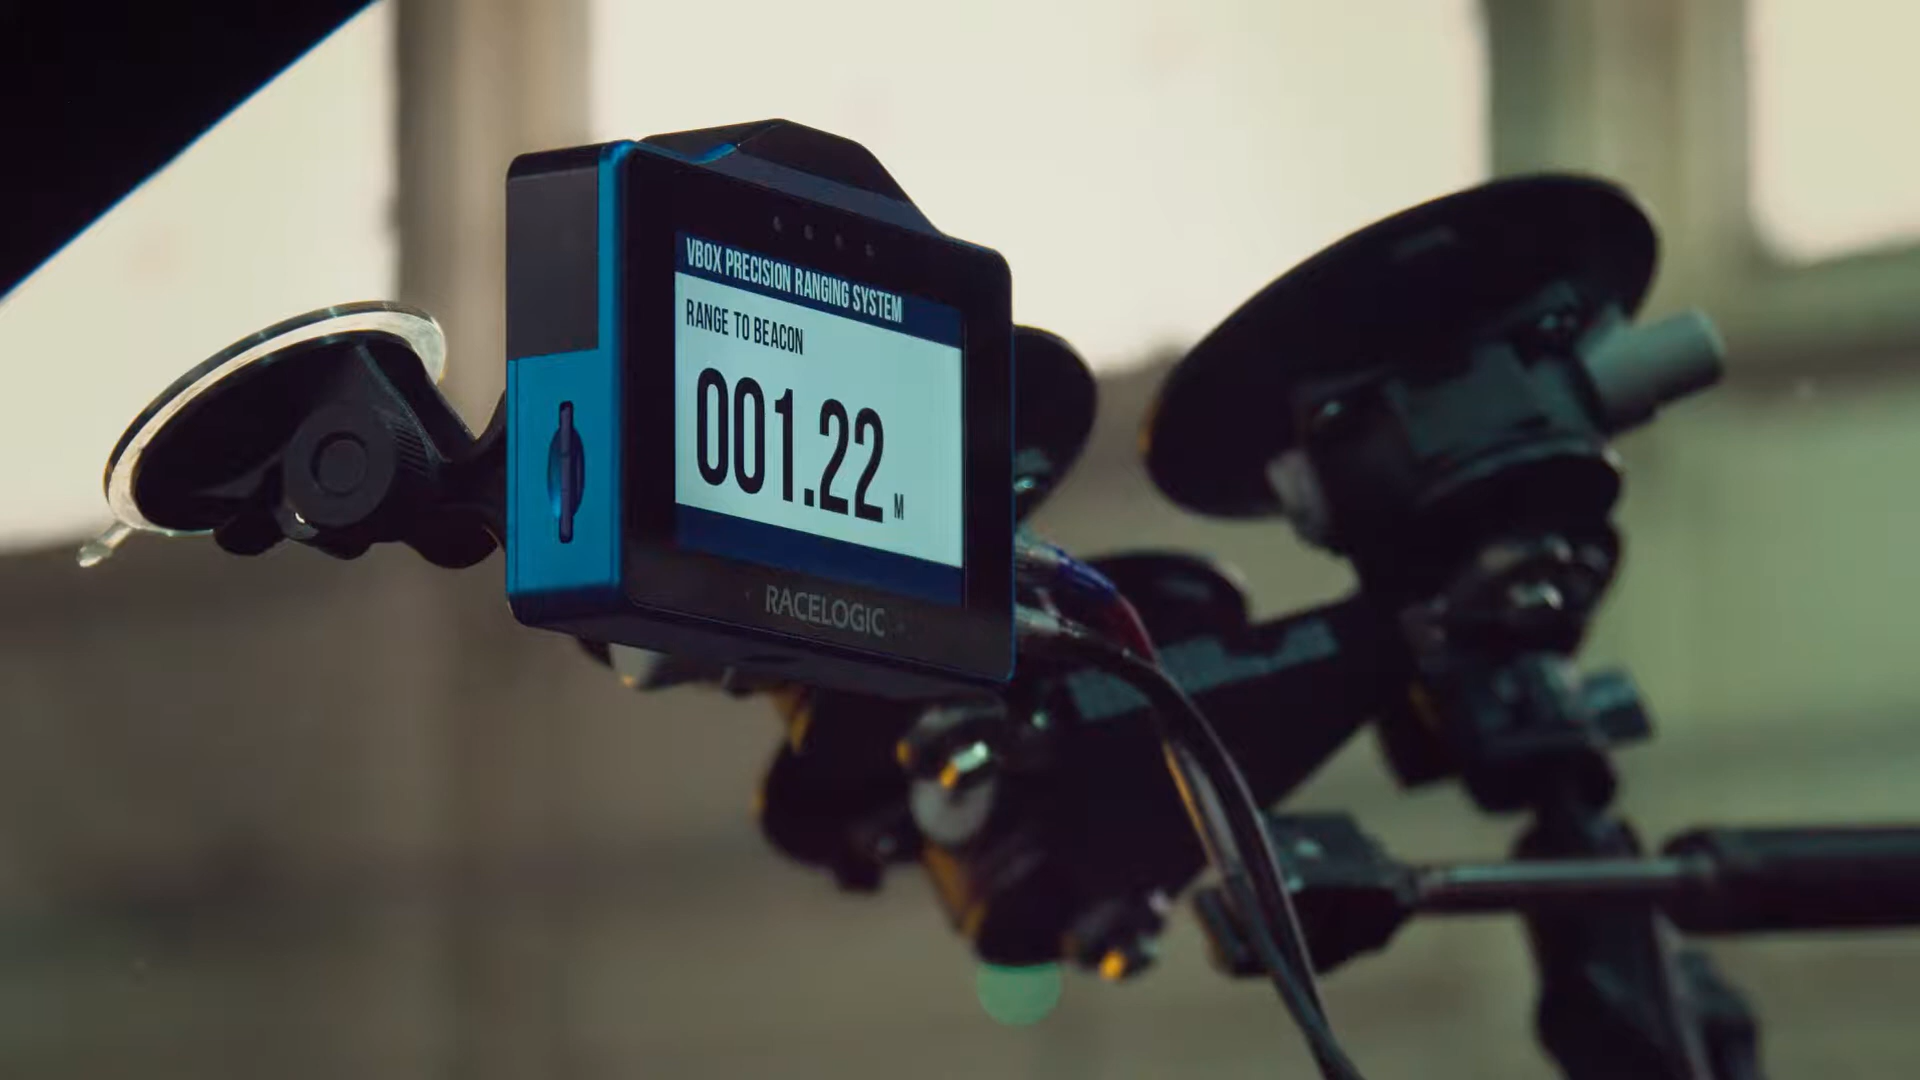 VBOX PRECISION RANGING SYSTEM
RANGE TO BEACON
001.22 M
RACELOGIC